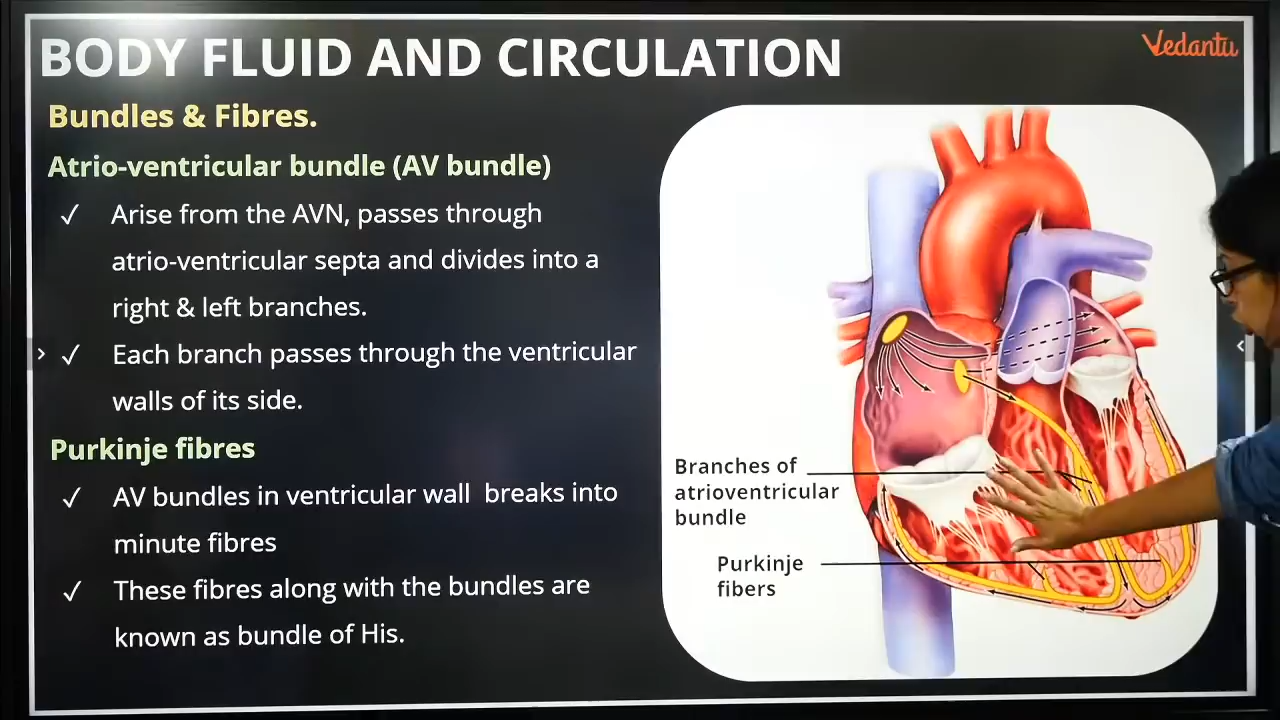 BODY FLUID AND CIRCULATION
Vedantu
Bundles & Fibres.
Atrio-ventricular bundle (AV bundle)
✓ Arise from the AVN, passes through
atrio-ventricular septa and divides into a
right & left branches.
✓ Each branch passes through the ventricular
walls of its side.
Purkinje fibres
✓ AV bundles in ventricular wall breaks into
minute fibres
✓ These fibres along with the bundles are
known as bundle of His.
Branches of
atrioventricular
bundle
Purkinje
fibers